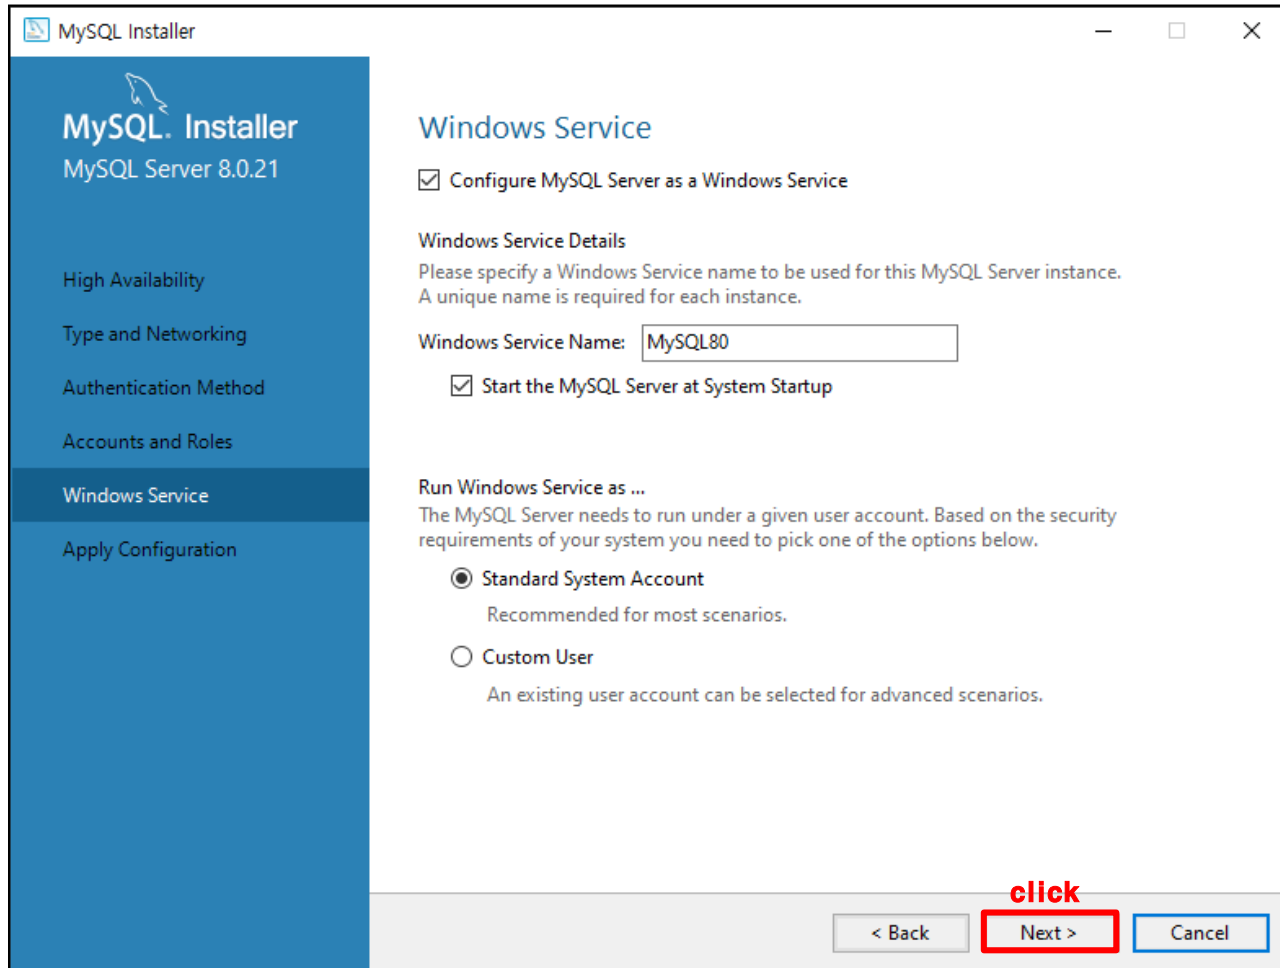 MySQL Installer
MySQL. Installer
MySQL Server 8.0.21
High Availability
Type and Networking
Authentication Method
Accounts and Roles
Windows Service
Apply Configuration
Windows Service
Configure MySQL Server as a Windows Service
Windows Service Details
Please specify a Windows Service name to be used for this MySQL Server instance.
A unique name is required for each instance.
Windows Service Name: MySQL80
Start the MySQL Server at System Startup
Run Windows Service as ...
The MySQL Server needs to run under a given user account. Based on the security
requirements of your system you need to pick one of the options below.
Standard System Account
Recommended for most scenarios.
Custom User
An existing user account can be selected for advanced scenarios.
click
< Back Next > Cancel